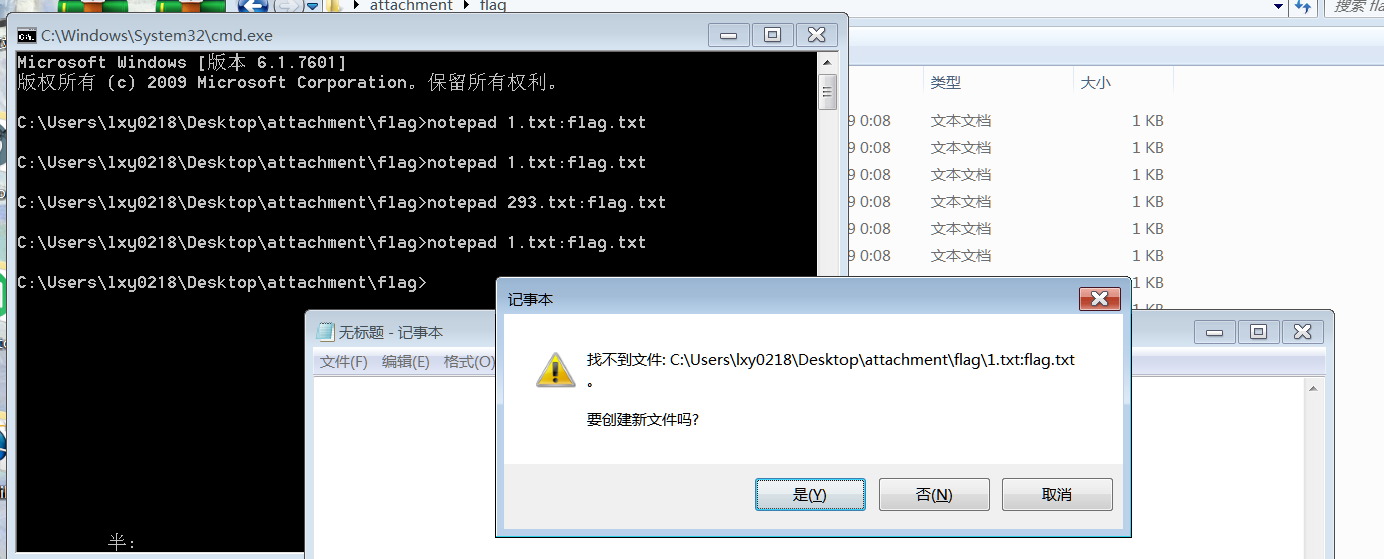 attachment ▸ flag
搜索 fla
C:\Windows\System32\cmd.exe
Microsoft Windows [版本 6.1.7601]
版权所有 (c) 2009 Microsoft Corporation。保留所有权利。
C:\Users\lxy0218\Desktop\attachment\flag>notepad 1.txt:flag.txt
C:\Users\lxy0218\Desktop\attachment\flag>notepad 1.txt:flag.txt
C:\Users\lxy0218\Desktop\attachment\flag>notepad 293.txt:flag.txt
C:\Users\lxy0218\Desktop\attachment\flag>notepad 1.txt:flag.txt
C:\Users\lxy0218\Desktop\attachment\flag>
半:
类型 大小
9 0:08 文本文档 1 KB
9 0:08 文本文档 1 KB
9 0:08 文本文档 1 KB
9 0:08 文本文档 1 KB
9 0:08 文本文档 1 KB
9 0:08 文本文档 1 KB
1 KB
1 KB
无标题 - 记事本
文件(F) 编辑(E) 格式(O)
记事本
找不到文件: C:\Users\lxy0218\Desktop\attachment\flag\1.txt:flag.txt
。
要创建新文件吗?
是(Y) 否(N) 取消